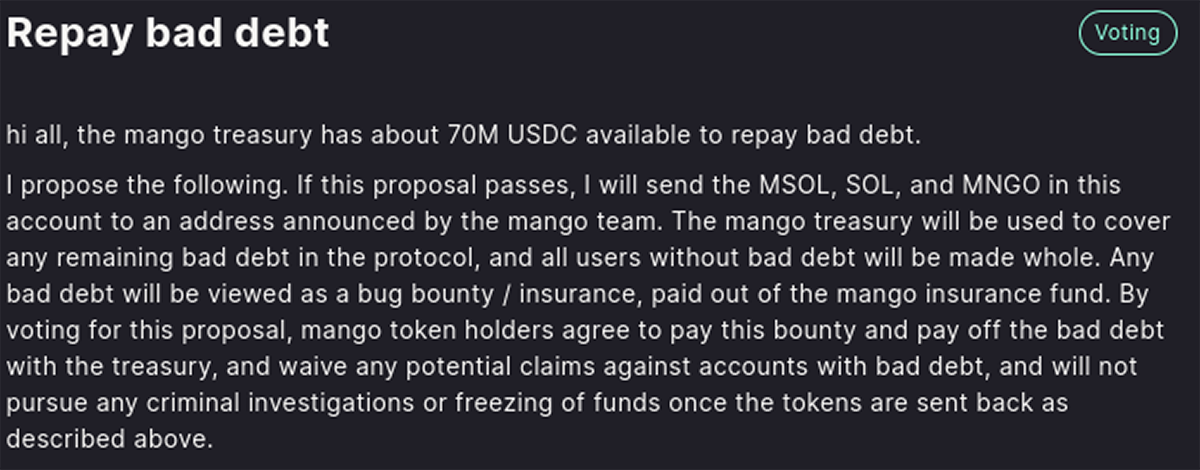 Repay bad debt
Voting
hi all, the mango treasury has about 70M USDC available to repay bad debt.
I propose the following. If this proposal passes, I will send the MSOL, SOL, and MNGO in this
account to an address announced by the mango team. The mango treasury will be used to cover
any remaining bad debt in the protocol, and all users without bad debt will be made whole. Any
bad debt will be viewed as a bug bounty / insurance, paid out of the mango insurance fund. By
voting for this proposal, mango token holders agree to pay this bounty and pay off the bad debt
with the treasury, and waive any potential claims against accounts with bad debt, and will not
pursue any criminal investigations or freezing of funds once the tokens are sent back as
described above.